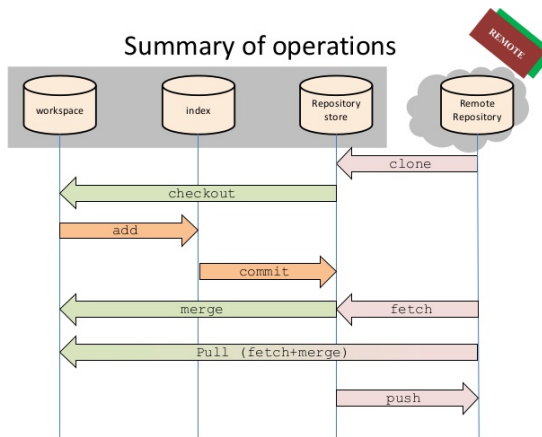 Summary of operations
REMOTE
workspace
index
Repository
store
Remote
Repository
clone
checkout
add
commit
merge
fetch
Pull (fetch+merge)
push